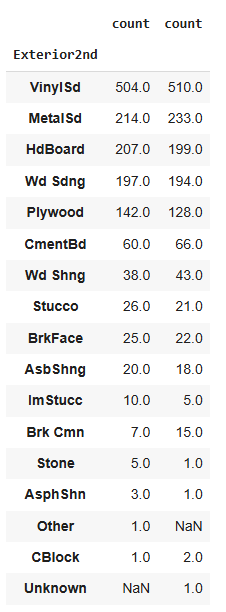 count count
Exterior2nd
VinylSd 504.0 510.0
MetalSd 214.0 233.0
HdBoard 207.0 199.0
Wd Sdng 197.0 194.0
Plywood 142.0 128.0
CmentBd 60.0 66.0
Wd Shng 38.0 43.0
Stucco 26.0 21.0
BrkFace 25.0 22.0
AsbShng 20.0 18.0
ImStucc 10.0 5.0
Brk Cmn 7.0 15.0
Stone 5.0 1.0
AsphShn 3.0 1.0
Other 1.0 NaN
CBlock 1.0 2.0
Unknown NaN 1.0